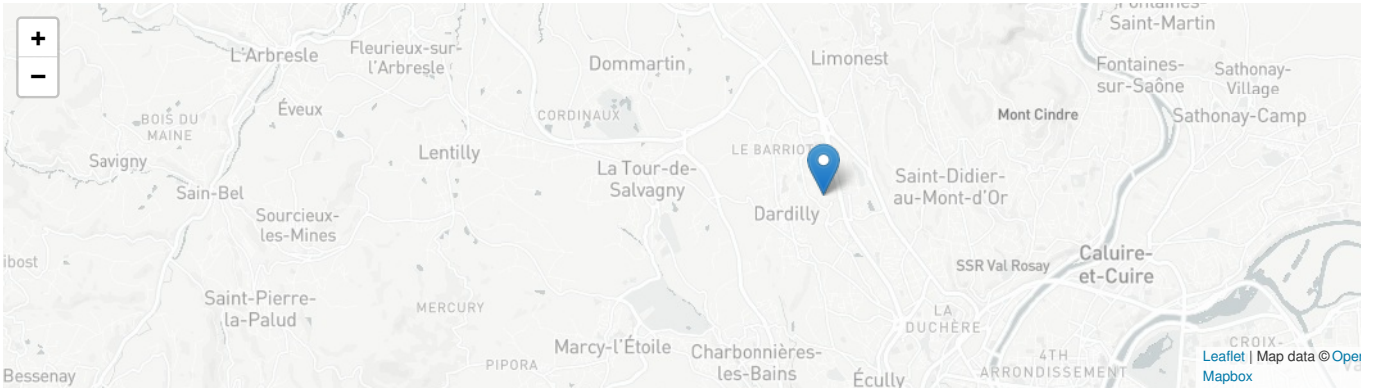 +
−
Fontaines-
Saint-Martin
L'Arbresle
Fleurieux-sur-
l'Arbresle
Dommartin
Limonest
Fontaines-
sur-Saône
Sathonay-
Village
Éveux
BOIS DU
MAINE
CORDINAUX
Mont Cindre
Sathonay-Camp
Savigny
Lentilly
LE BARRIOT
La Tour-de-
Salvagny
Saint-Didier-
au-Mont-d'Or
Sain-Bel
Sourcieux-
les-Mines
Dardilly
ibost
SSR Val Rosay
Caluire-
et-Cuire
Saint-Pierre-
la-Palud
MERCURY
LA
DUCHÈRE
Marcy-l'Étoile
Charbonnières-
les-Bains
PIPORA
Bessenay
Écully
4TH
ARRONDISSEMENT
CROIX-
Leaflet | Map data © Oper
Mapbox